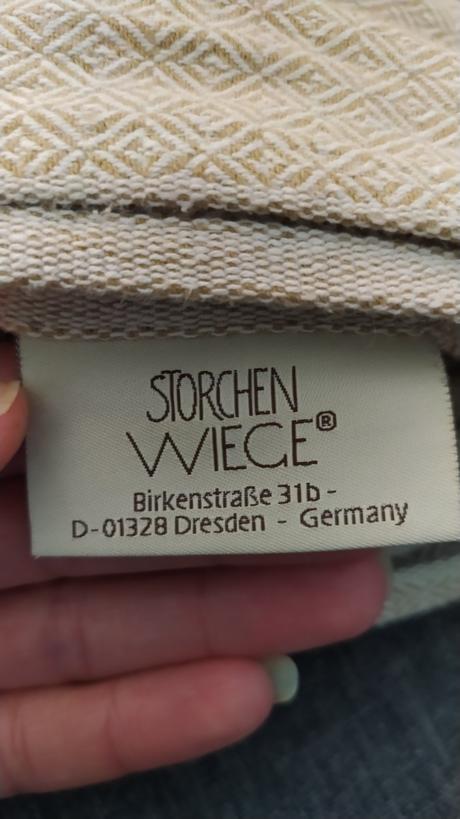 STORCHEN
WIEGE®
Birkenstraße 31b -
D-01328 Dresden - Germany